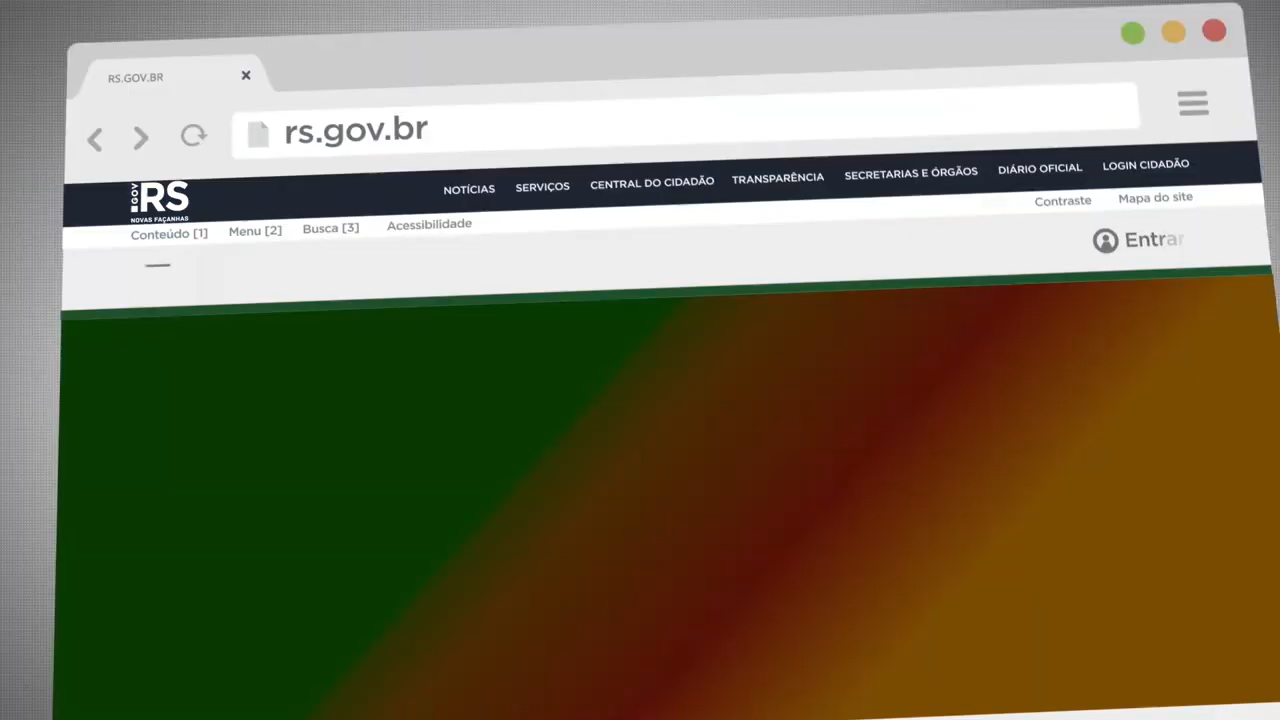 RS.GOV.BR
rs.gov.br
GOV RS
NOVAS FAÇANHAS
NOTÍCIAS SERVIÇOS CENTRAL DO CIDADÃO TRANSPARÊNCIA SECRETARIAS E ÓRGÃOS DIÁRIO OFICIAL LOGIN CIDADÃO
Conteúdo [1] Menu [2] Busca [3] Acessibilidade Contraste Mapa do site
Entrar